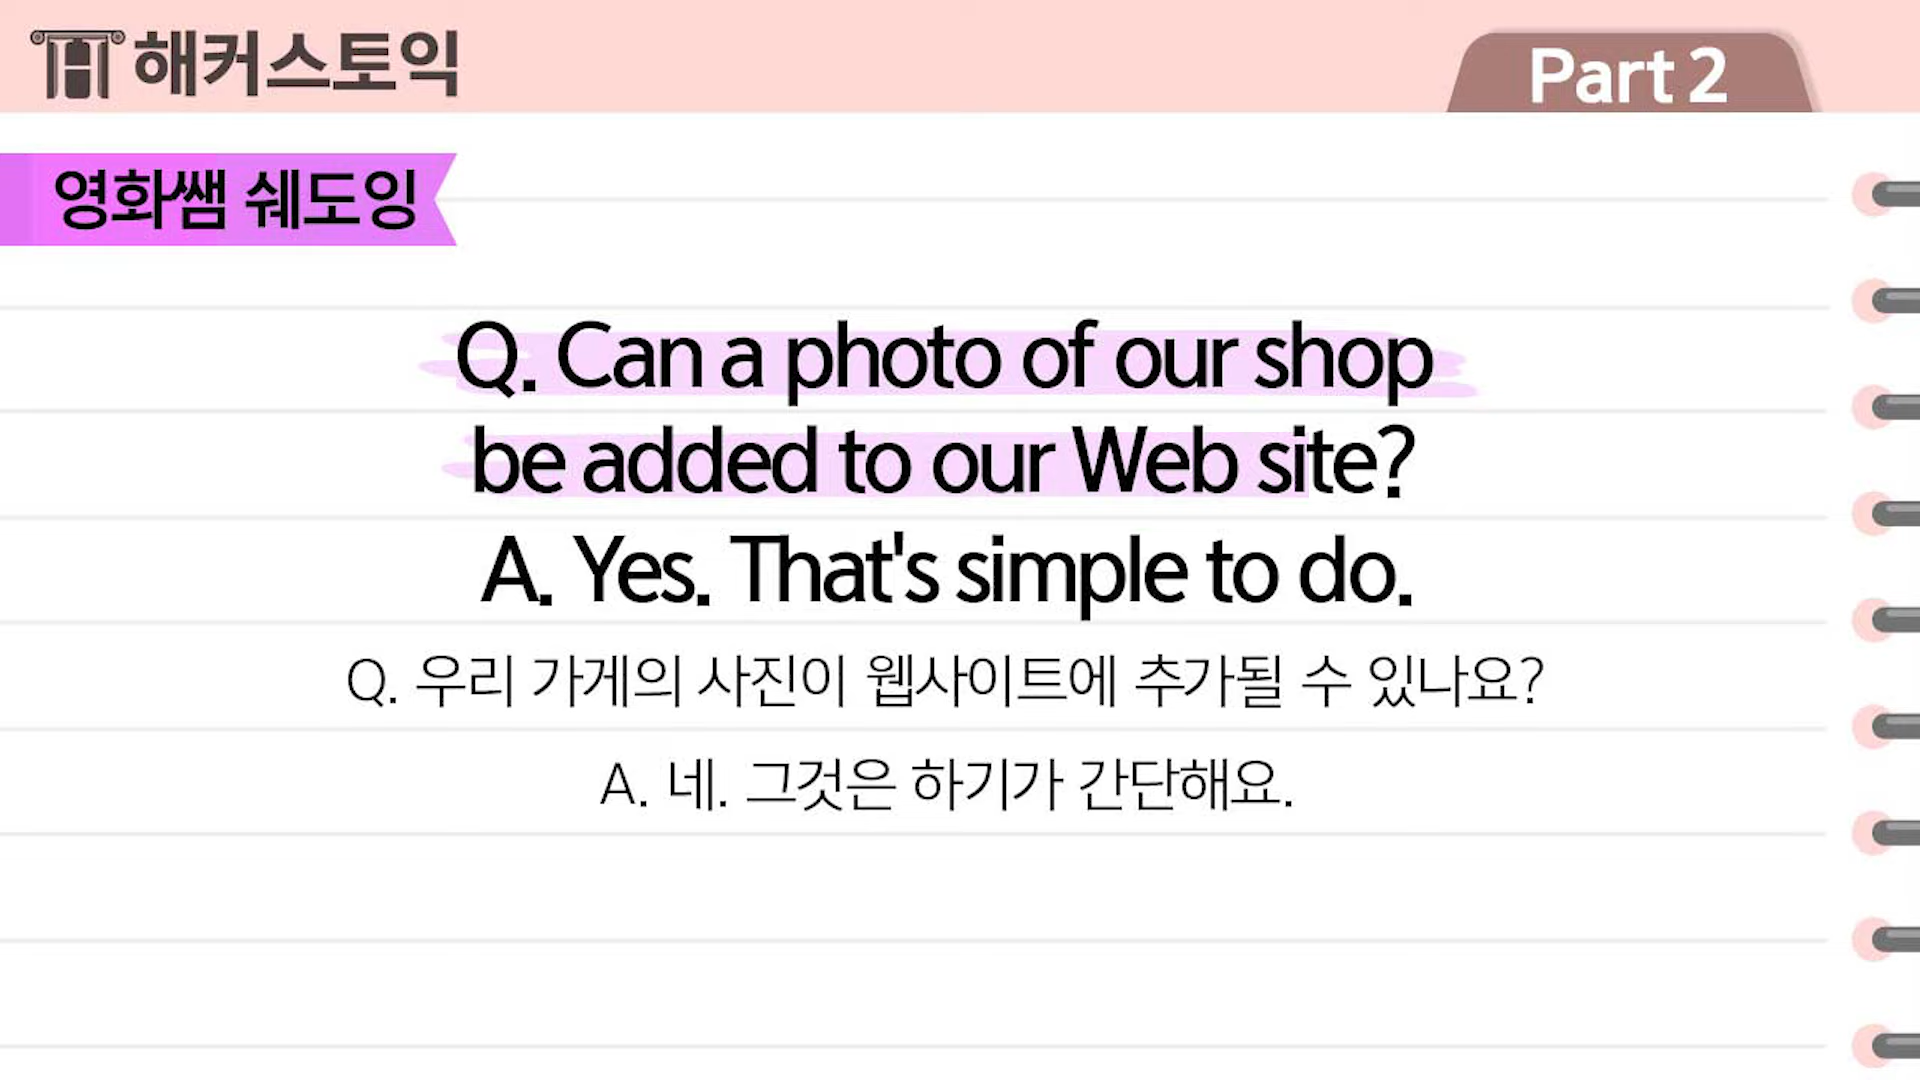 해커스토익
Part 2
영화쌤 쉐도잉
Q. Can a photo of our shop
be added to our Web site?
A. Yes. That's simple to do.
Q. 우리 가게의 사진이 웹사이트에 추가될 수 있나요?
A. 네. 그것은 하기가 간단해요.